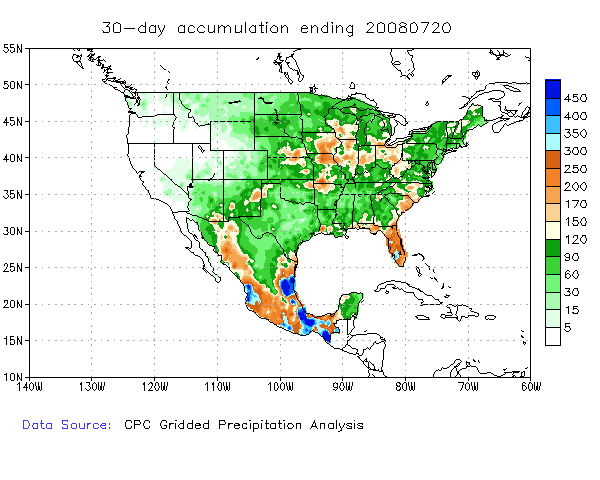 30-day accumulation ending 20080720
55N
50N
45N
40N
35N
30N
25N
20N
15N
10N
140W 130W 120W 110W 100W 90W 80W 70W 60W
450
400
350
300
250
200
170
150
120
90
60
30
15
5
Data Source: CPC Gridded Precipitation Analysis